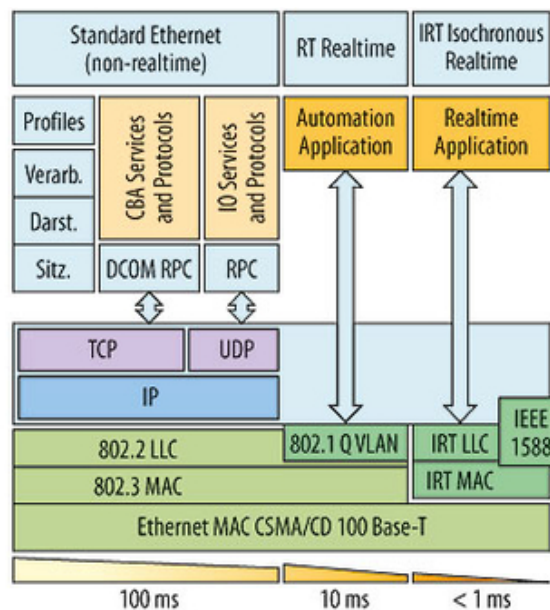 Standard Ethernet
(non-realtime)
RT Realtime
IRT Isochronous
Realtime
Profiles
Verarb.
Darst.
Sitz.
CBA Services
and Protocols
IO Services
and Protocols
Automation
Application
Realtime
Application
DCOM RPC
RPC
TCP
UDP
IP
802.2 LLC
802.1 Q VLAN
IRT LLC
IEEE
1588
802.3 MAC
IRT MAC
Ethernet MAC CSMA/CD 100 Base-T
100 ms
10 ms
< 1 ms